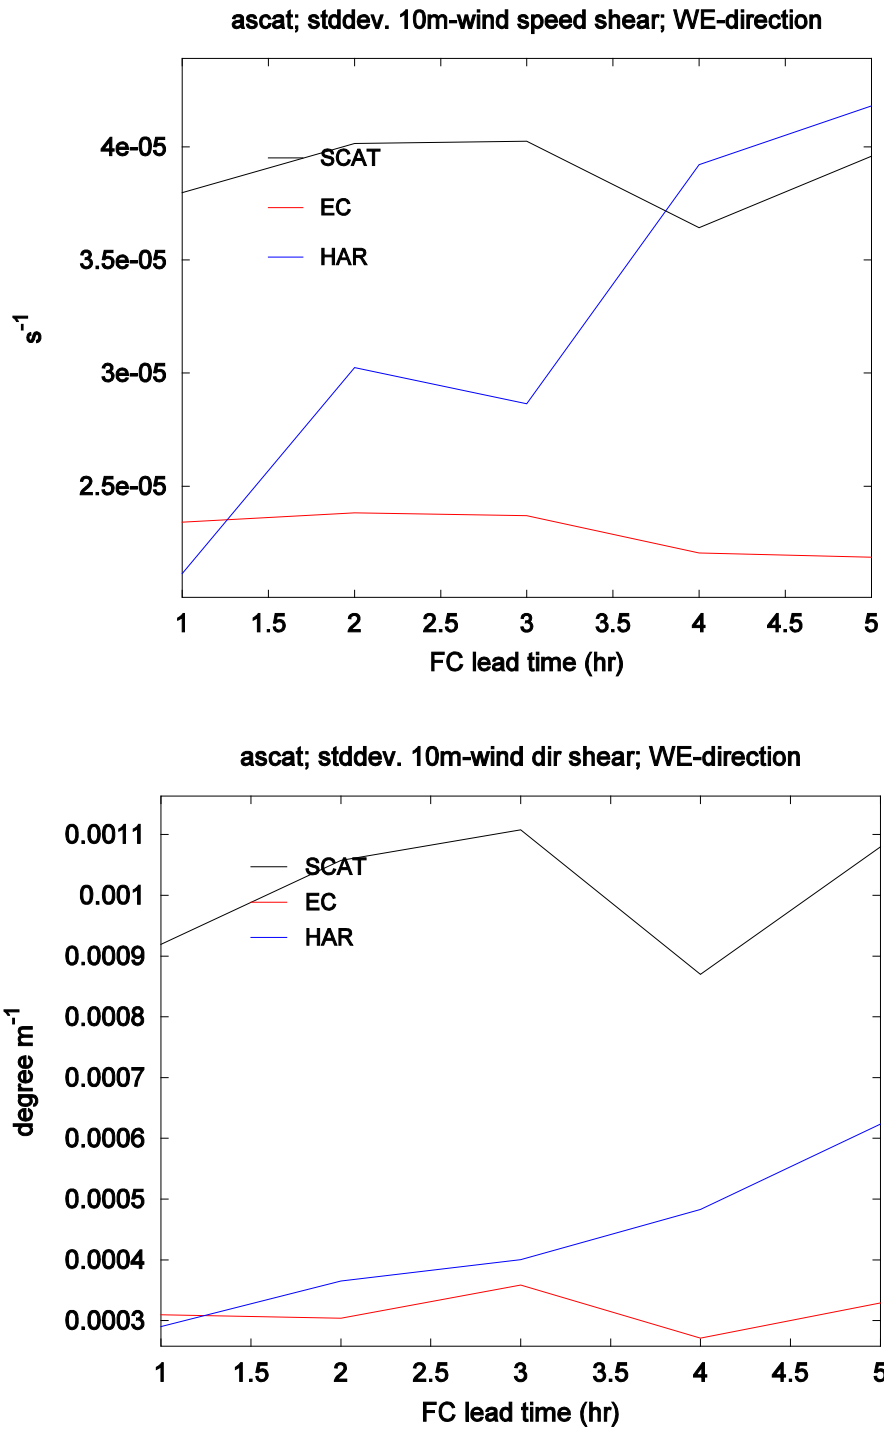 ascat; stddev. 10m-wind speed shear; WE-direction
4e-05
SCAT
EC
3.5e-05
HAR
s-1
3e-05
2.5e-05
1 1.5 2 2.5 3 3.5 4 4.5 5
FC lead time (hr)
ascat; stddev. 10m-wind dir shear; WE-direction
0.0011
SCAT
0.001
EC
HAR
0.0009
0.0008
degree m-1
0.0007
0.0006
0.0005
0.0004
0.0003
1 1.5 2 2.5 3 3.5 4 4.5 5
FC lead time (hr)